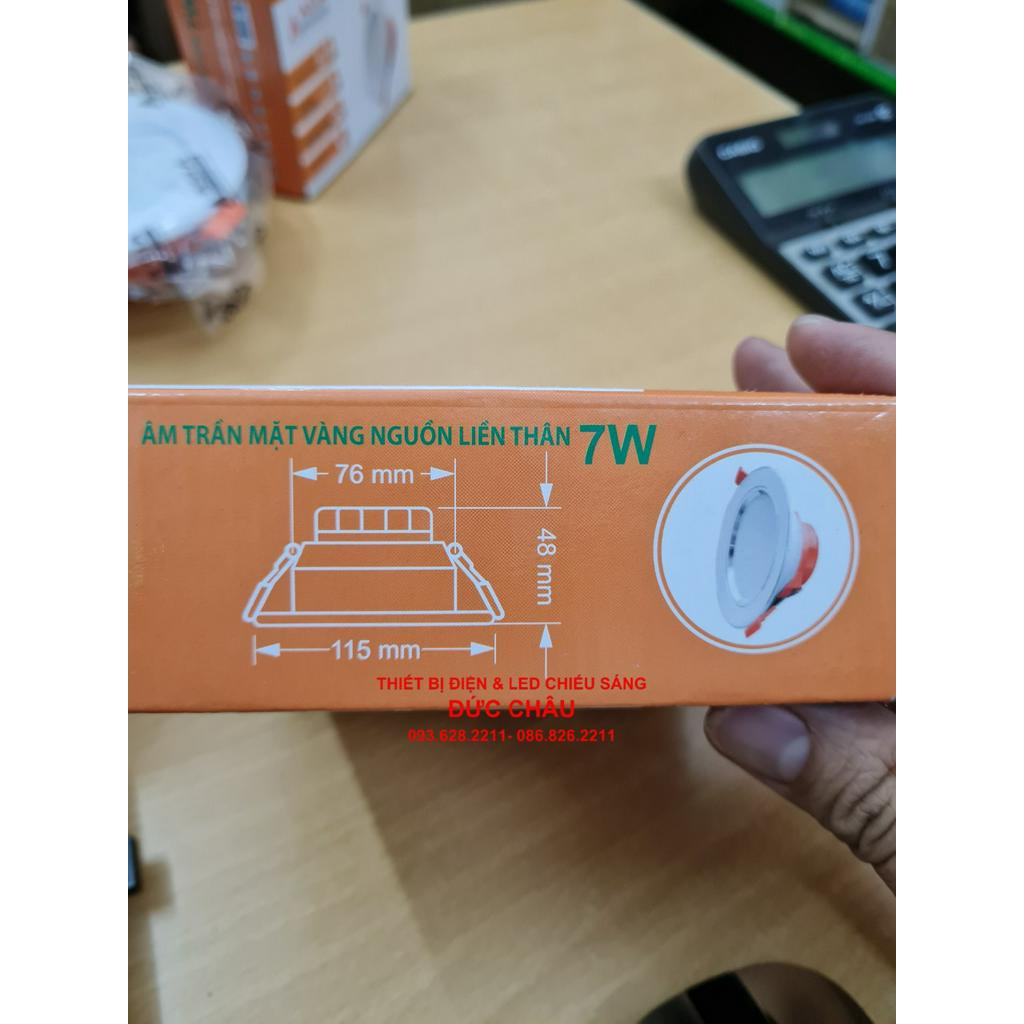 CASIO
ÂM TRẦN MẶT VÀNG NGUỒN LIỀN THÂN 7W
76 mm
48 mm
115 mm
THIẾT BỊ ĐIỆN & LED CHIẾU SÁNG
ĐỨC CHÂU
093.628.2211- 086.826.2211